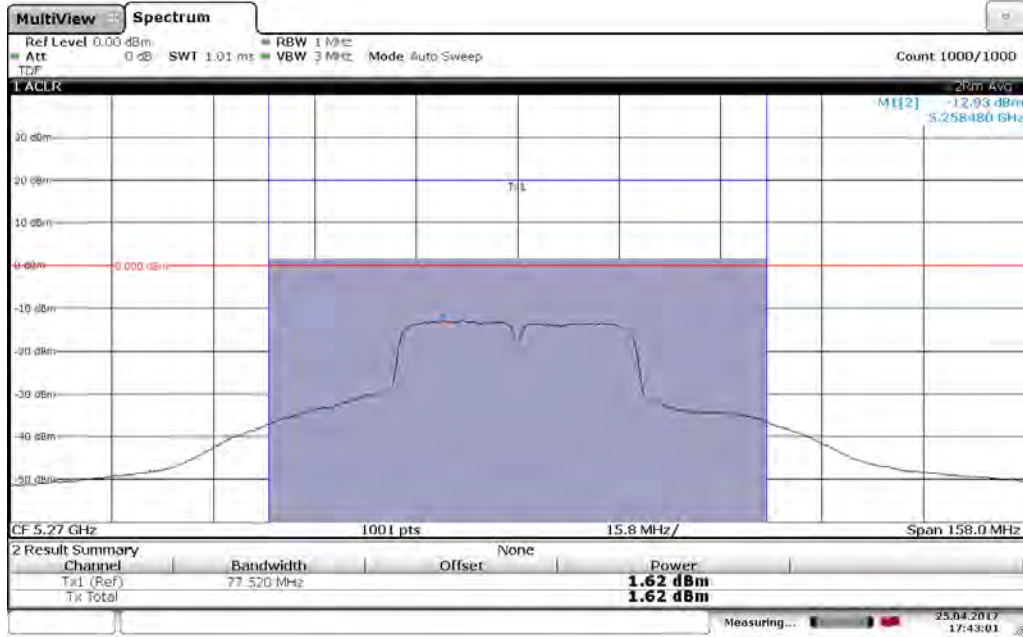 MultiView Spectrum
Ref Level 0.00 dBm RBW 1 MHz
Att 0 dB SWT 1.01 ms VBW 3 MHz Mode Auto Sweep Count 1000/1000
TDF
1 ACLR 2Rm Avg
M1[2] -12.93 dBm
5.258480 GHz
30 dBm
20 dBm
Tx1
10 dBm
0 dBm 0.000 dBm
-10 dBm
-20 dBm
-30 dBm
-40 dBm
-50 dBm
CF 5.27 GHz 1001 pts 15.8 MHz/ Span 158.0 MHz
2 Result Summary None
Channel Bandwidth Offset Power
Tx1 (Ref) 77.520 MHz 1.62 dBm
Tx Total 1.62 dBm
Measuring... 25.04.2017
17:43:01